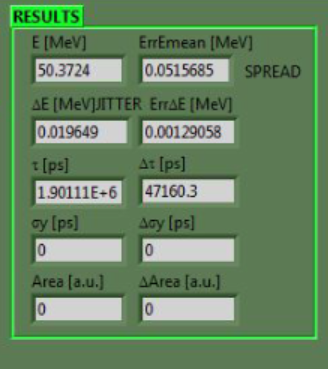 RESULTS
E [MeV] ErrEmean [MeV]
50.3724 0.0515685 SPREAD
ΔE [MeV]JITTER ErrΔE [MeV]
0.019649 0.00129058
τ [ps] Δτ [ps]
1.90111E+6 47160.3
σy [ps] Δσy [ps]
0 0
Area [a.u.] ΔArea [a.u.]
0 0